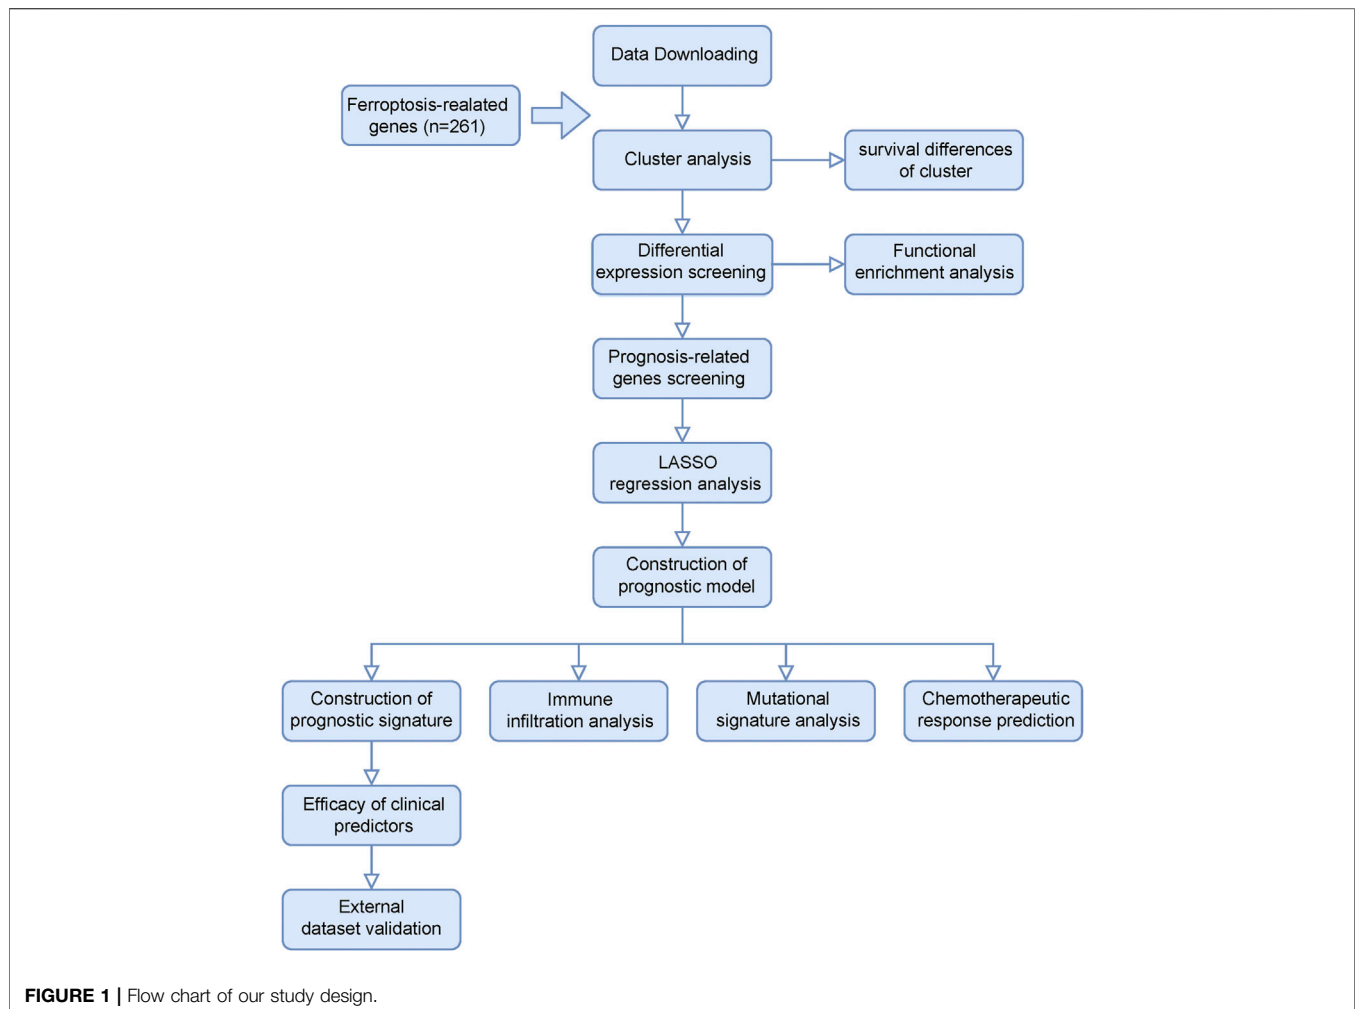 Data Downloading
Ferroptosis-realated
genes (n=261)
Cluster analysis
survival differences
of cluster
Differential
expression screening
Functional
enrichment analysis
Prognosis-related
genes screening
LASSO
regression analysis
Construction of
prognostic model
Construction of
prognostic signature
Immune
infiltration analysis
Mutational
signature analysis
Chemotherapeutic
response prediction
Efficacy of clinical
predictors
External
dataset validation
FIGURE 1 | Flow chart of our study design.